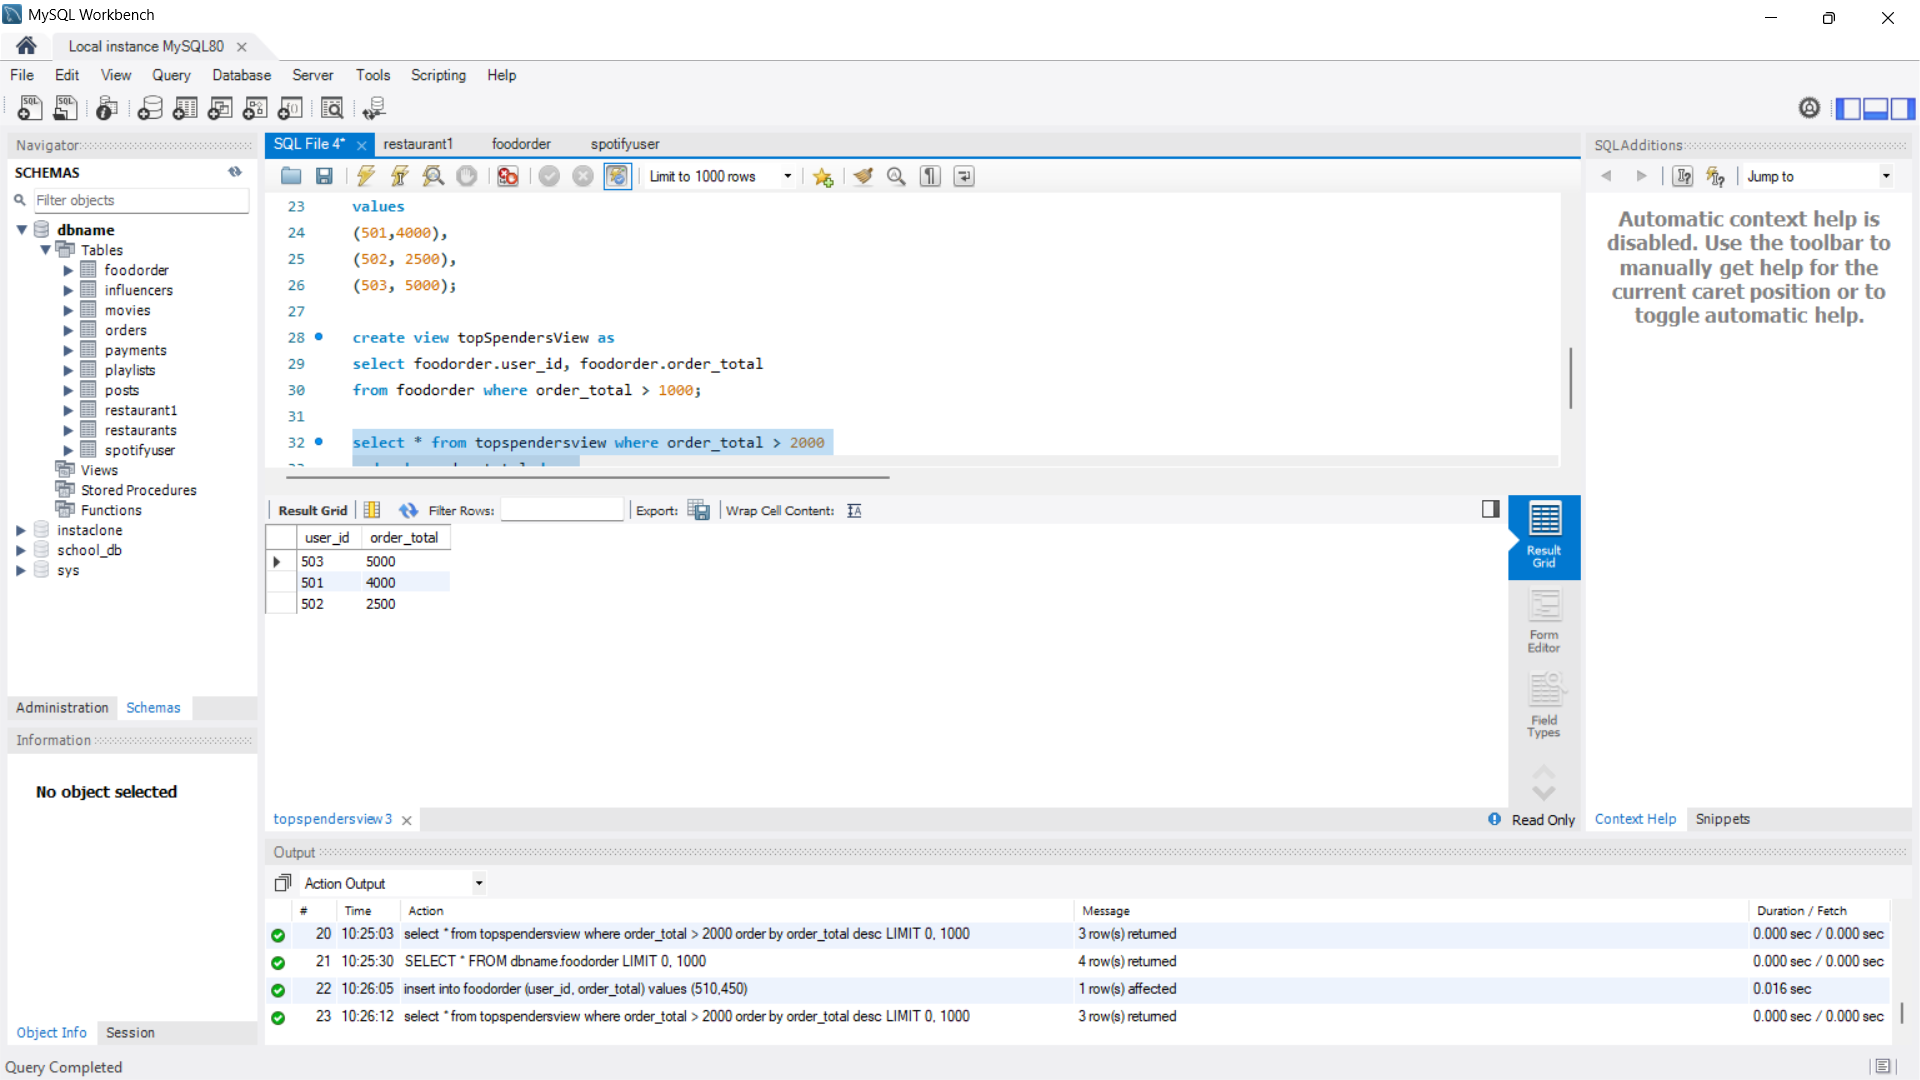 MySQL Workbench
Local instance MySQL80
File Edit View Query Database Server Tools Scripting Help
Navigator
SCHEMAS
Filter objects
dbname
Tables
foodorder
influencers
movies
orders
payments
playlists
posts
restaurant1
restaurants
spotifyuser
Views
Stored Procedures
Functions
instaclone
school_db
sys
Administration Schemas
Information
No object selected
Object Info Session
Query Completed
SQL File 4* restaurant1 foodorder spotifyuser
Limit to 1000 rows
23 values
24 (501,4000),
25 (502, 2500),
26 (503, 5000);
27
28 create view topSpendersView as
29 select foodorder.user_id, foodorder.order_total
30 from foodorder where order_total > 1000;
31
32 select * from topspendersview where order_total > 2000
Result Grid Filter Rows: Export: Wrap Cell Content:
user_id order_total
503 5000
501 4000
502 2500
Result Grid
Form Editor
Field Types
topspendersview 3
Read Only
SQLAdditions
Jump to
Automatic context help is
disabled. Use the toolbar to
manually get help for the
current caret position or to
toggle automatic help.
Context Help Snippets
Output
Action Output
# Time Action Message Duration / Fetch
20 10:25:03 select * from topspendersview where order_total > 2000 order by order_total desc LIMIT 0, 1000 3 row(s) returned 0.000 sec / 0.000 sec
21 10:25:30 SELECT * FROM dbname.foodorder LIMIT 0, 1000 4 row(s) returned 0.000 sec / 0.000 sec
22 10:26:05 insert into foodorder (user_id, order_total) values (510,450) 1 row(s) affected 0.016 sec
23 10:26:12 select * from topspendersview where order_total > 2000 order by order_total desc LIMIT 0, 1000 3 row(s) returned 0.000 sec / 0.000 sec